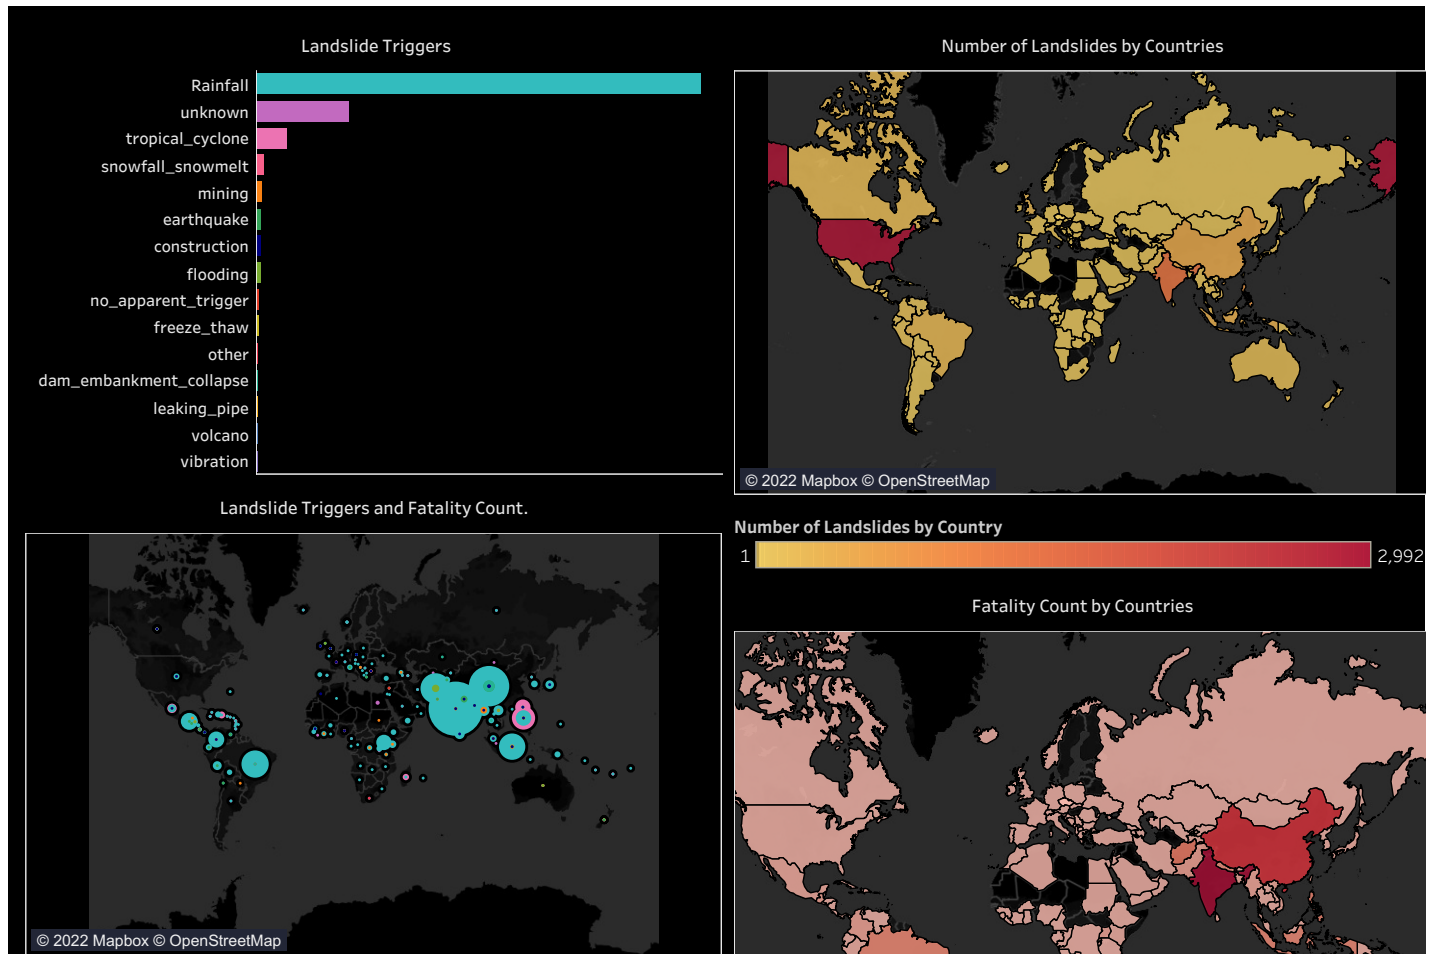 Landslide Triggers
Rainfall
unknown
tropical_cyclone
snowfall_snowmelt
mining
earthquake
construction
flooding
no_apparent_trigger
freeze_thaw
other
dam_embankment_collapse
leaking_pipe
volcano
vibration
Number of Landslides by Countries
© 2022 Mapbox © OpenStreetMap
Landslide Triggers and Fatality Count.
© 2022 Mapbox © OpenStreetMap
Number of Landslides by Country
1 2,992
Fatality Count by Countries